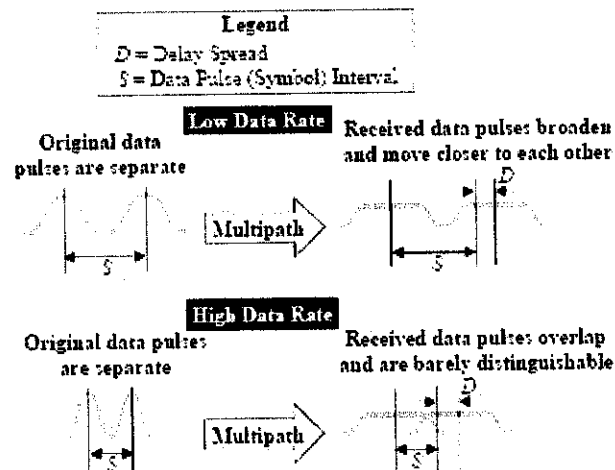 Legend
D = Delay Spread
S = Data Pulse (Symbol) Interval
Low Data Rate
Original data
pulses are separate
Received data pulses broaden
and move closer to each other
D
Multipath
S
S
High Data Rate
Original data pulses
are separate
Received data pulses overlap
and are barely distinguishable
D
Multipath
S
S